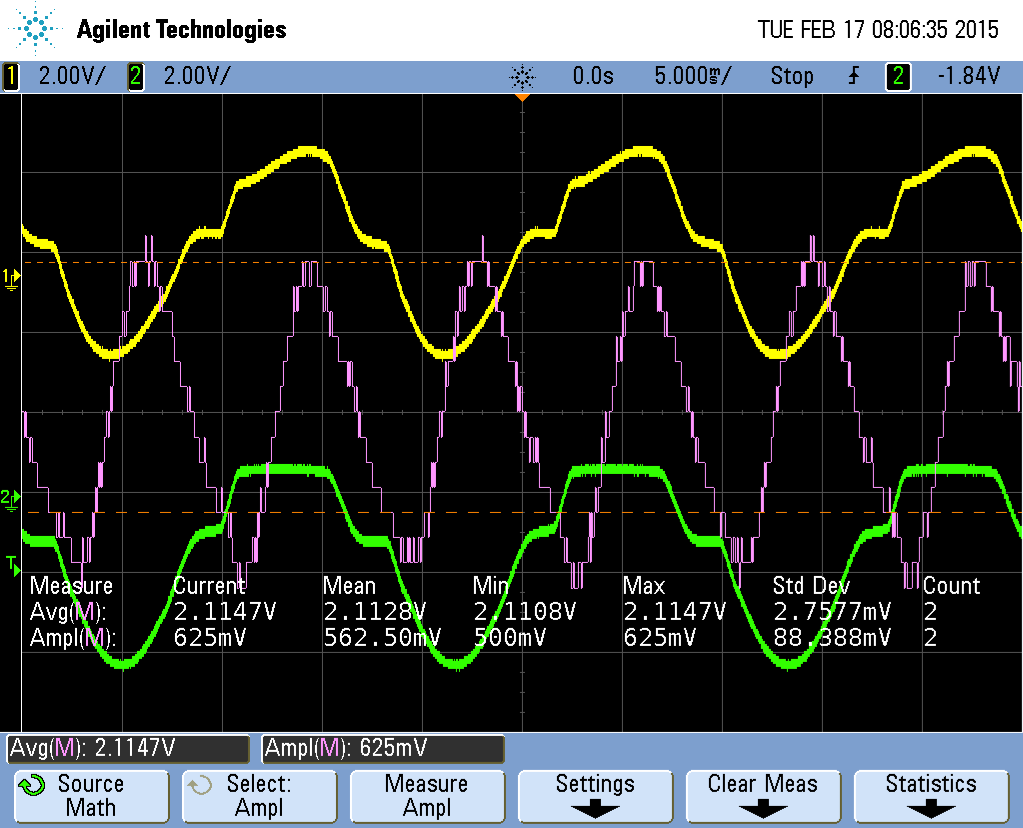 Agilent Technologies
TUE FEB 17 08:06:35 2015
1 2.00V/ 2 2.00V/ 0.0s 5.000ms/ Stop 2 -1.84V
1
2
T
Measure Current Mean Min Max Std Dev Count
Avg(M): 2.1147V 2.1128V 2.1108V 2.1147V 2.7577mV 2
Ampl(M): 625mV 562.50mV 500mV 625mV 88.388mV 2
Avg(M): 2.1147V Ampl(M): 625mV
Source Select: Measure Settings Clear Meas Statistics
Math Ampl Ampl